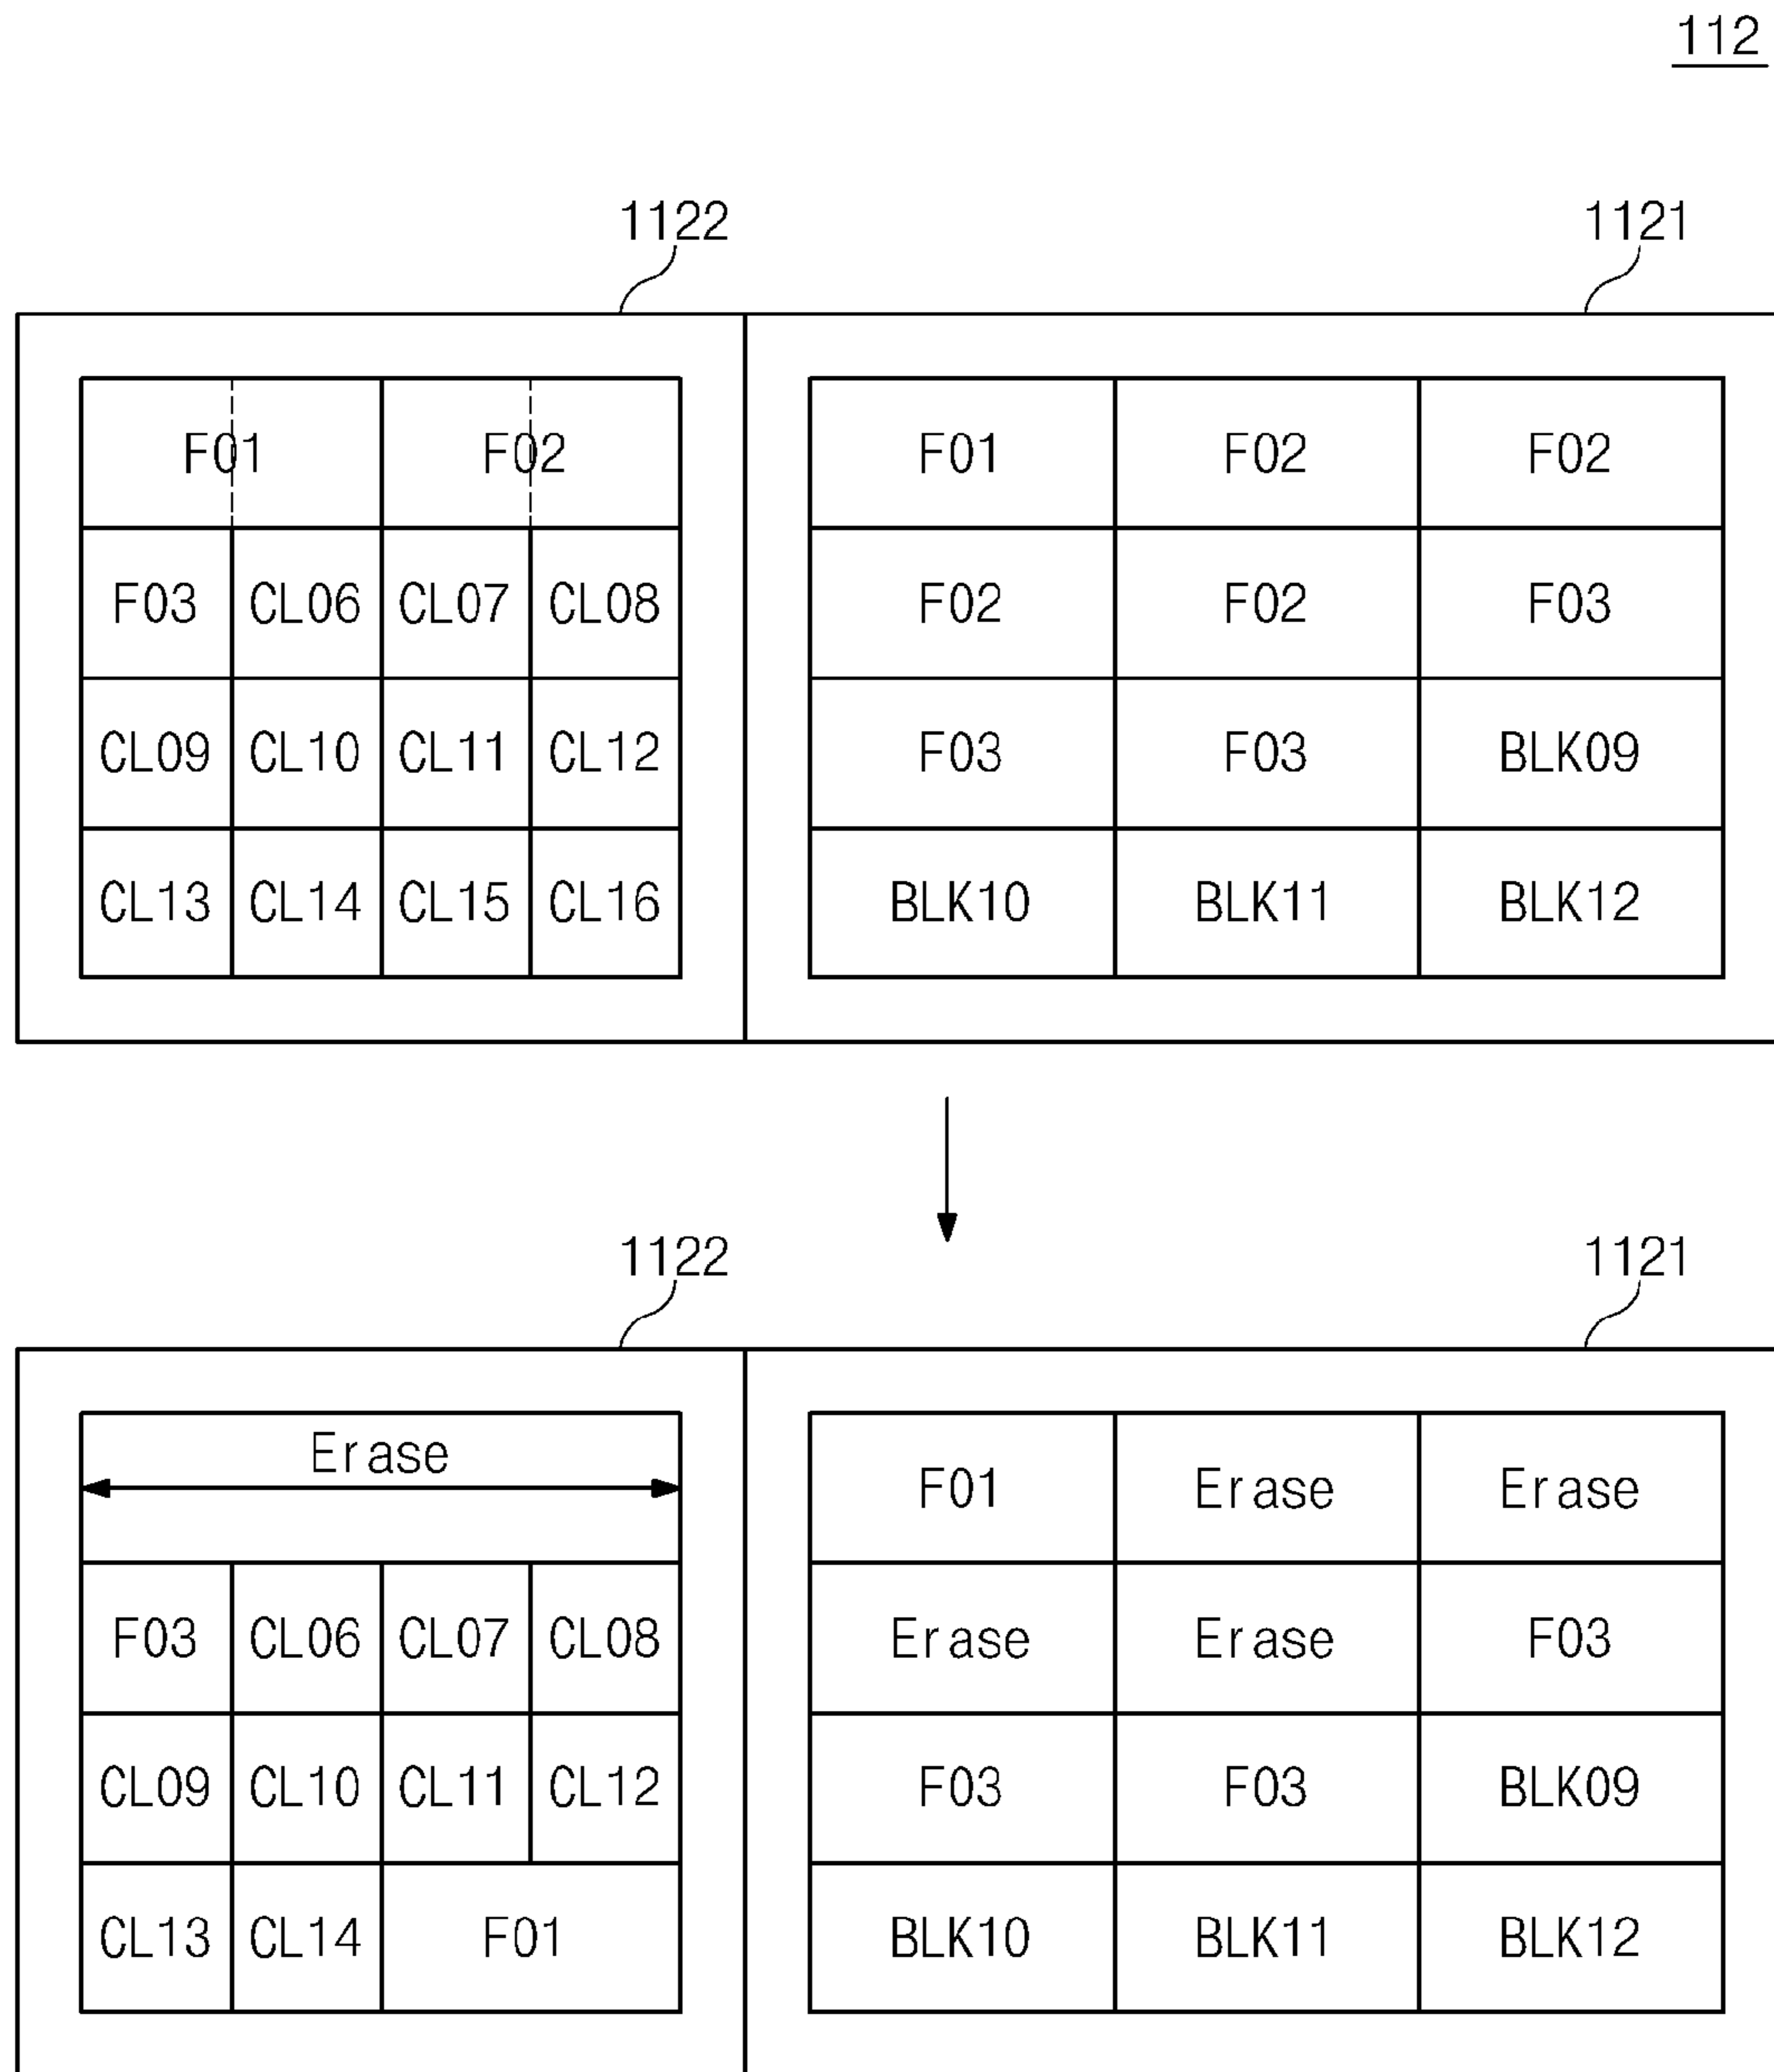 112
1122 1121
F01 F02 F01 F02 F02
F03 CL06 CL07 CL08 F02 F02 F03
CL09 CL10 CL11 CL12 F03 F03 BLK09
CL13 CL14 CL15 CL16 BLK10 BLK11 BLK12
1122 1121
Erase F01 Erase Erase
F03 CL06 CL07 CL08 Erase Erase F03
CL09 CL10 CL11 CL12 F03 F03 BLK09
CL13 CL14 F01 BLK10 BLK11 BLK12